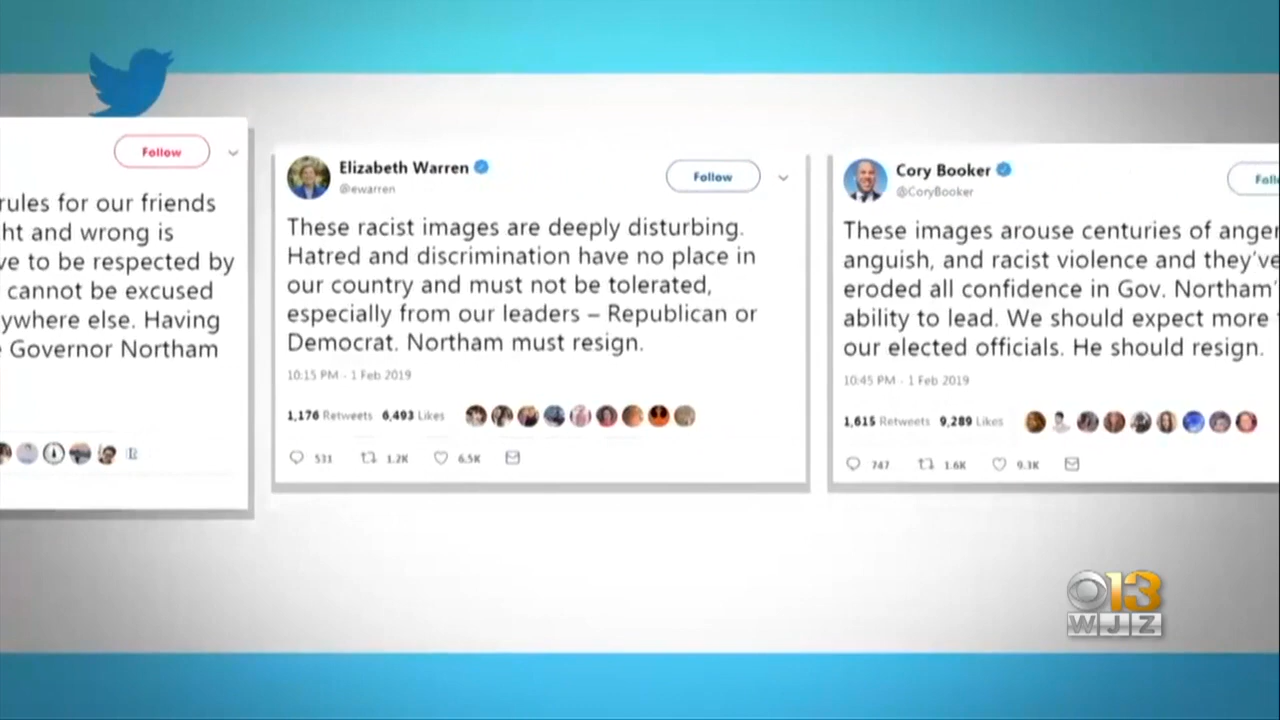 Follow
rules for our friends
and wrong is
to be respected by
cannot be excused
else. Having
Governor Northam
Elizabeth Warren
@ewarren
Follow
These racist images are deeply disturbing.
Hatred and discrimination have no place in
our country and must not be tolerated,
especially from our leaders – Republican or
Democrat. Northam must resign.
10:15 PM - 1 Feb 2019
1,176 Retweets 6,493 Likes
531 1.2K 6.5K
Cory Booker
@CoryBooker
These images arouse centuries of anger
anguish, and racist violence and they've
eroded all confidence in Gov. Northam'
ability to lead. We should expect more
our elected officials. He should resign.
10:45 PM - 1 Feb 2019
1,615 Retweets 9,289 Likes
747 1.6K 9.3K
13
WJZ